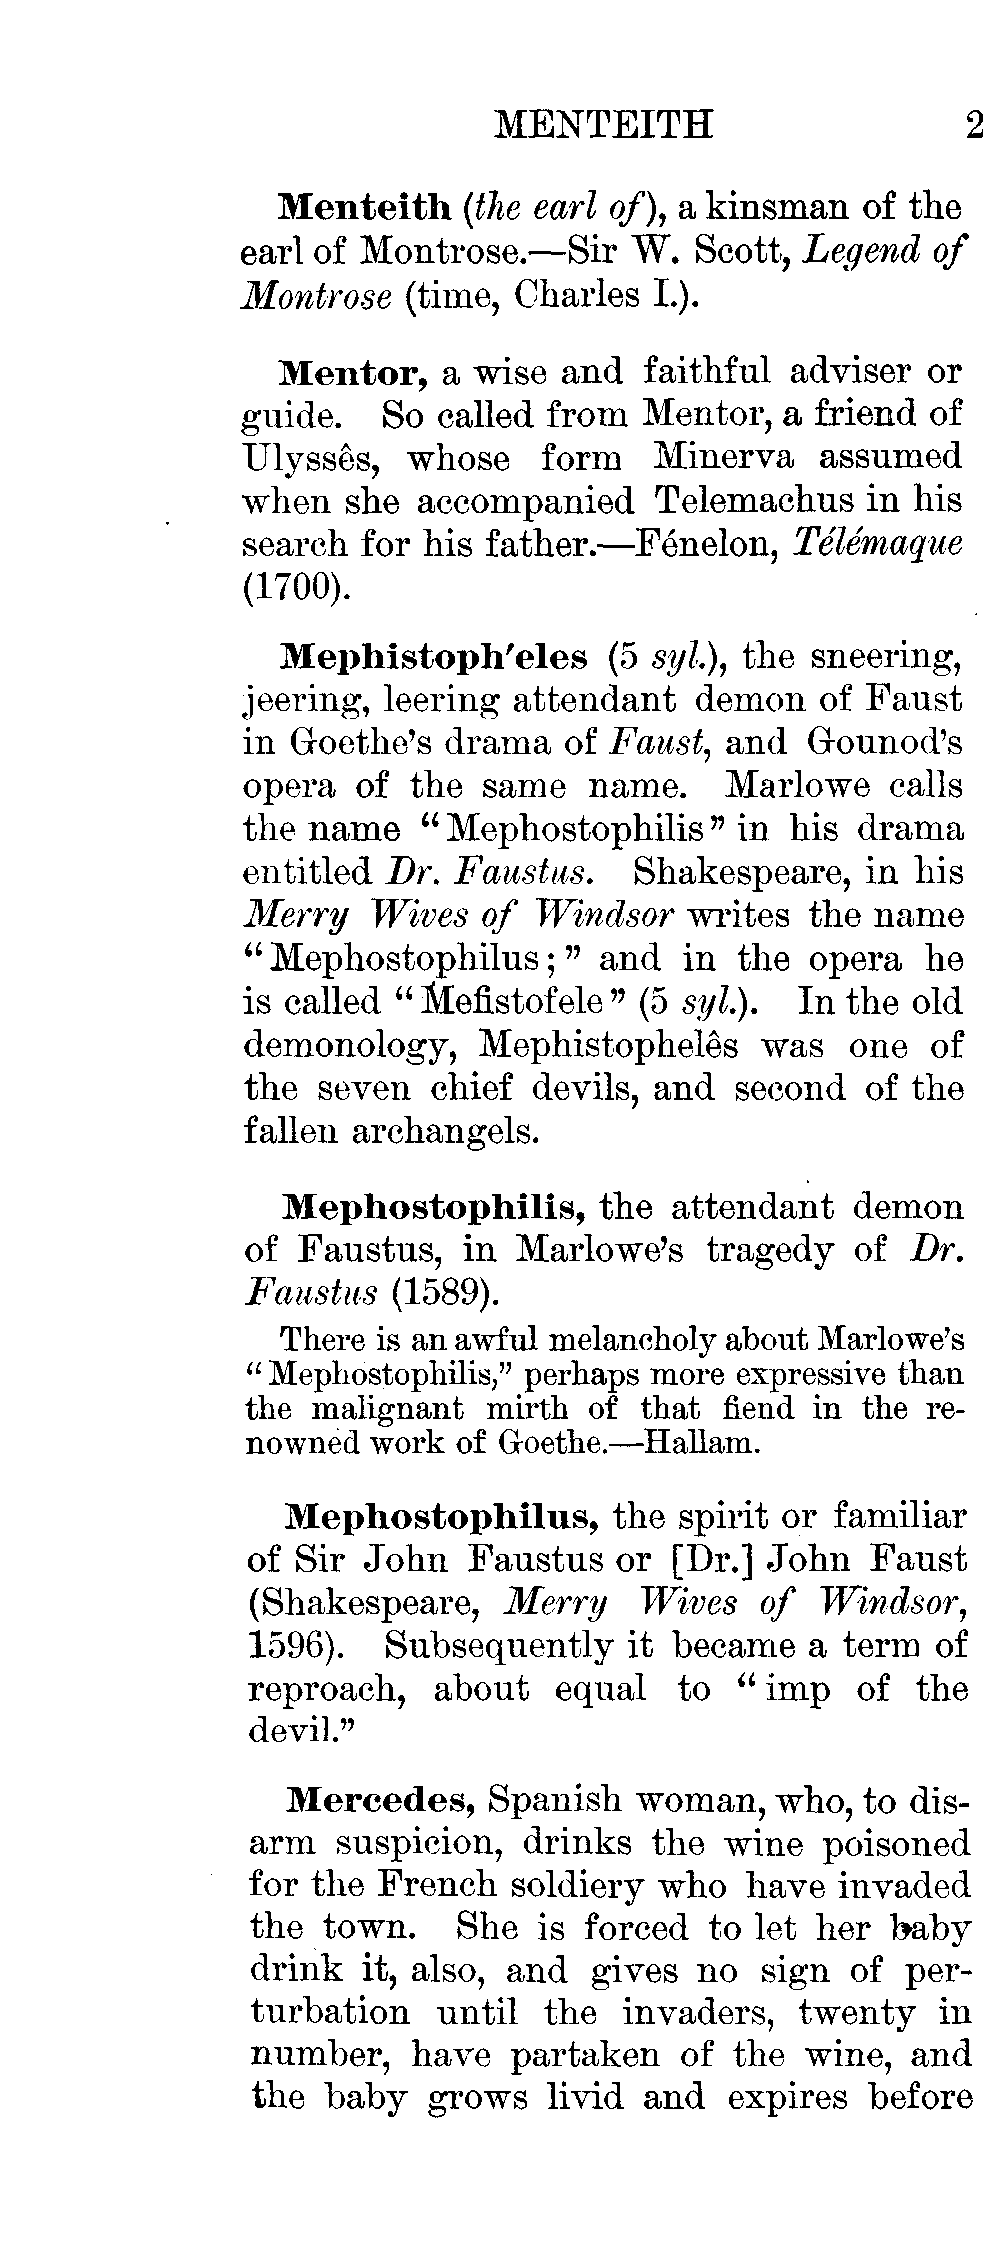 MENTEITH 2
Menteith (the earl of), a kinsman of the
earl of Montrose.—Sir W. Scott, Legend of
Montrose (time, Charles I.).
Mentor, a wise and faithful adviser or
guide. So called from Mentor, a friend of
Ulyssês, whose form Minerva assumed
when she accompanied Telemachus in his
search for his father.—Fénelon, Télémaque
(1700).
Mephistoph'eles (5 syl.), the sneering,
jeering, leering attendant demon of Faust
in Goethe's drama of Faust, and Gounod's
opera of the same name. Marlowe calls
the name "Mephostophilis" in his drama
entitled Dr. Faustus. Shakespeare, in his
Merry Wives of Windsor writes the name
"Mephostophilus;" and in the opera he
is called "Mefistofele" (5 syl.). In the old
demonology, Mephistophelês was one of
the seven chief devils, and second of the
fallen archangels.
Mephostophilis, the attendant demon
of Faustus, in Marlowe's tragedy of Dr.
Faustus (1589).
There is an awful melancholy about Marlowe's
"Mephostophilis," perhaps more expressive than
the malignant mirth of that fiend in the re-
nowned work of Goethe.—Hallam.
Mephostophilus, the spirit or familiar
of Sir John Faustus or [Dr.] John Faust
(Shakespeare, Merry Wives of Windsor,
1596). Subsequently it became a term of
reproach, about equal to "imp of the
devil."
Mercedes, Spanish woman, who, to dis-
arm suspicion, drinks the wine poisoned
for the French soldiery who have invaded
the town. She is forced to let her baby
drink it, also, and gives no sign of per-
turbation until the invaders, twenty in
number, have partaken of the wine, and
the baby grows livid and expires before